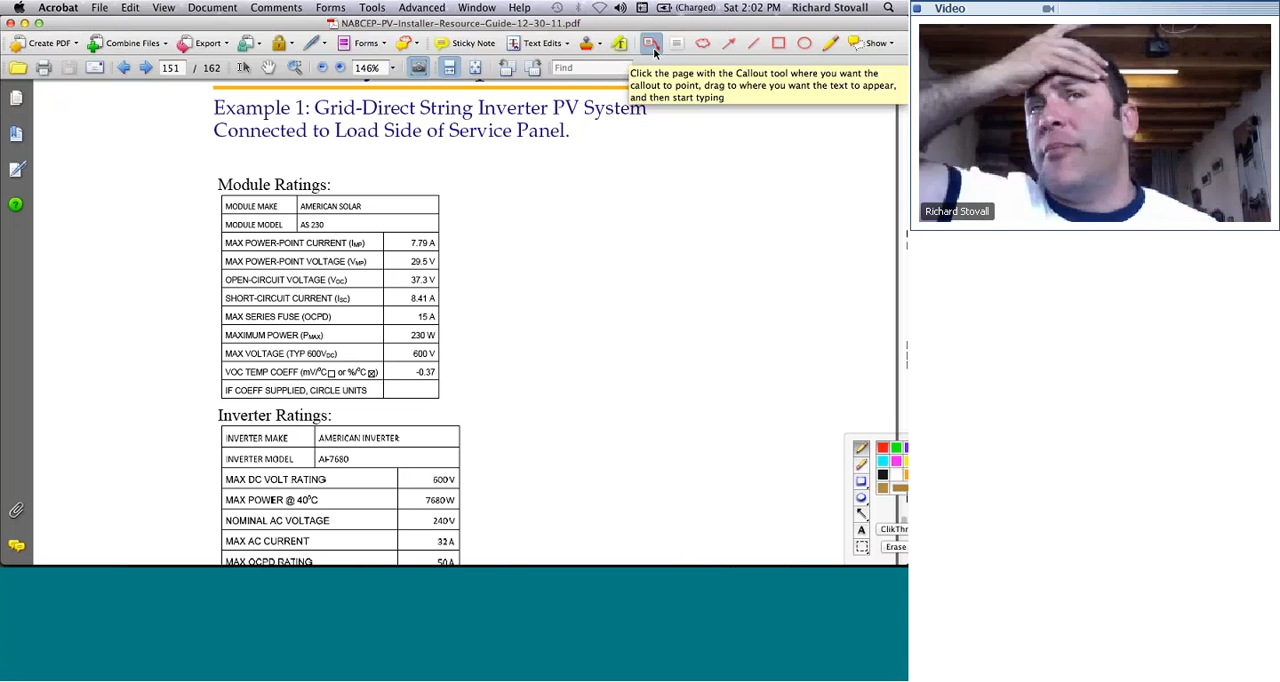 Acrobat File Edit View Document Comments Forms Tools Advanced Window Help (Charged) Sat 2:02 PM Richard Stovall
NABCEP-PV-Installer-Resource-Guide-12-30-11.pdf
Create PDF Combine Files Export Forms Sticky Note Text Edits Show
151 / 162 146% Find
Click the page with the Callout tool where you want the
callout to point, drag to where you want the text to appear,
and then start typing
Example 1: Grid-Direct String Inverter PV System
Connected to Load Side of Service Panel.
Module Ratings:
MODULE MAKE AMERICAN SOLAR
MODULE MODEL AS 230
MAX POWER-POINT CURRENT (IMP) 7.79 A
MAX POWER-POINT VOLTAGE (VMP) 29.5 V
OPEN-CIRCUIT VOLTAGE (VOC) 37.3 V
SHORT-CIRCUIT CURRENT (ISC) 8.41 A
MAX SERIES FUSE (OCPD) 15 A
MAXIMUM POWER (PMAX) 230 W
MAX VOLTAGE (TYP 600VDC) 600 V
VOC TEMP COEFF (mV/°C☐ or %/°C☒) -0.37
IF COEFF SUPPLIED, CIRCLE UNITS
Inverter Ratings:
INVERTER MAKE AMERICAN INVERTER
INVERTER MODEL AI-7680
MAX DC VOLT RATING 600 V
MAX POWER @ 40°C 7680 W
NOMINAL AC VOLTAGE 240 V
MAX AC CURRENT 32 A
MAX OCPD RATING 50 A
A
ClikThr
Erase
Video
Richard Stovall